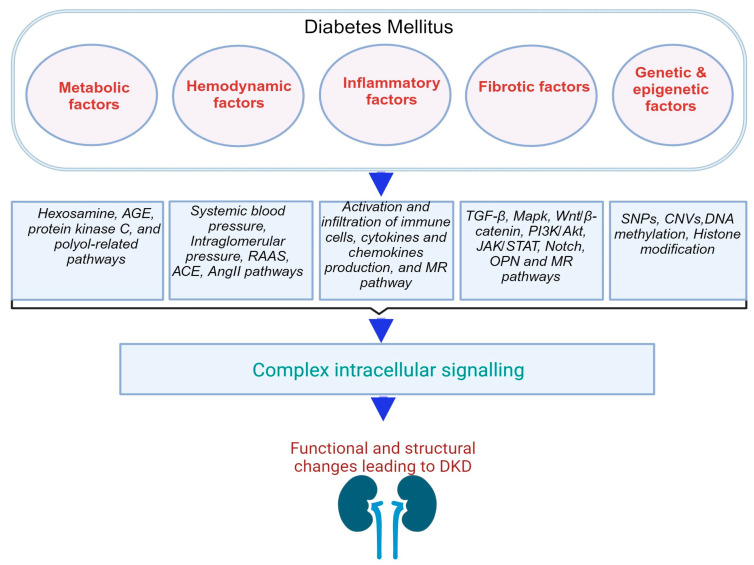 Diabetes Mellitus
Metabolic
factors
Hemodynamic
factors
Inflammatory
factors
Fibrotic factors
Genetic &
epigenetic
factors
Hexosamine, AGE,
protein kinase C, and
polyol-related
pathways
Systemic blood
pressure,
Intraglomerular
pressure, RAAS,
ACE, AngII pathways
Activation and
infiltration of immune
cells, cytokines and
chemokines
production, and MR
pathway
TGF-β, Mapk, Wnt/β-
catenin, PI3K/Akt,
JAK/STAT, Notch,
OPN and MR
pathways
SNPs, CNVs,DNA
methylation, Histone
modification
Complex intracellular signalling
Functional and structural
changes leading to DKD